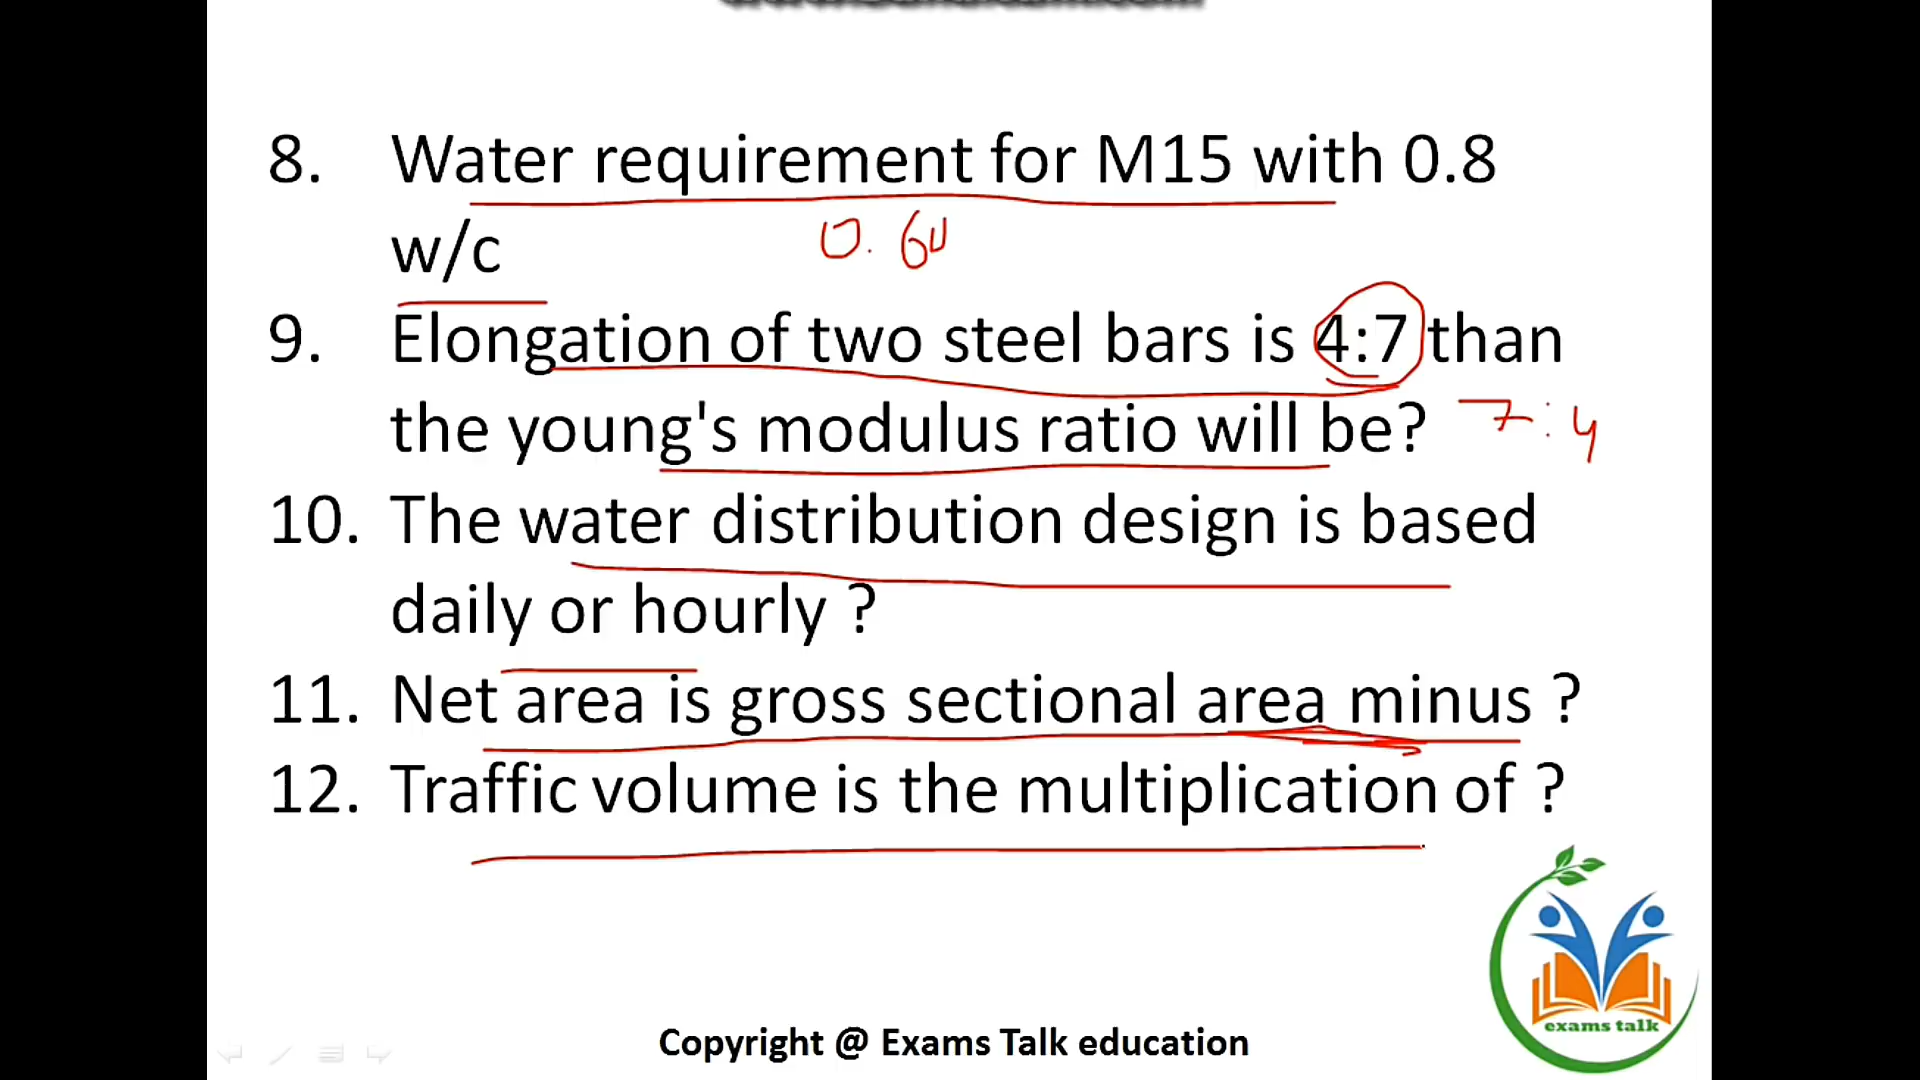 8. Water requirement for M15 with 0.8
w/c
0.64
9. Elongation of two steel bars is 4:7 than
the young's modulus ratio will be?
7:4
10. The water distribution design is based
daily or hourly ?
11. Net area is gross sectional area minus ?
12. Traffic volume is the multiplication of ?
exams talk
Copyright @ Exams Talk education